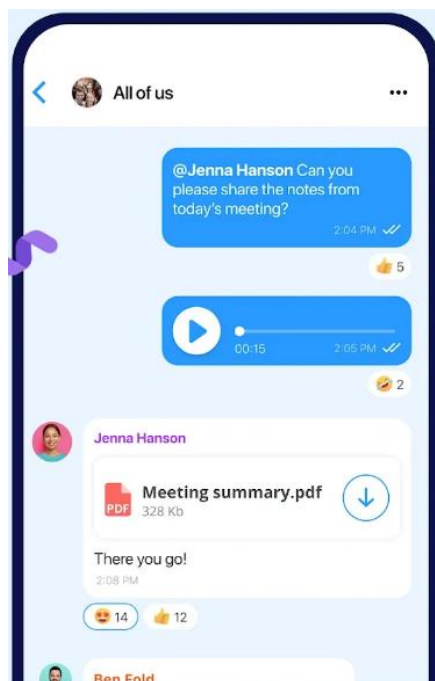 All of us
@Jenna Hanson Can you
please share the notes from
today's meeting?
2:04 PM
5
00:15
2:05 PM
2
Jenna Hanson
PDF
Meeting summary.pdf
328 Kb
There you go!
2:08 PM
14
12
Ben Fold